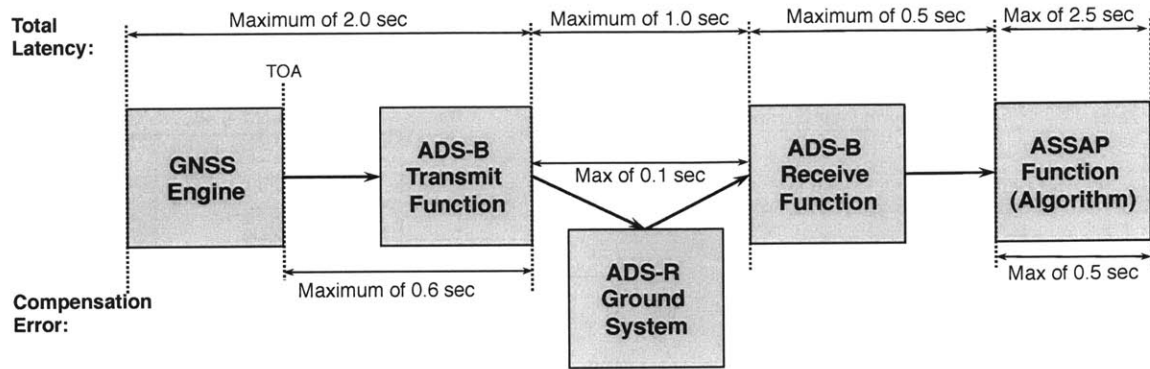 Total
Latency:
Maximum of 2.0 sec
Maximum of 1.0 sec
Maximum of 0.5 sec
Max of 2.5 sec
TOA
GNSS
Engine
ADS-B
Transmit
Function
Max of 0.1 sec
ADS-B
Receive
Function
ASSAP
Function
(Algorithm)
ADS-R
Ground
System
Compensation
Error:
Maximum of 0.6 sec
Max of 0.5 sec